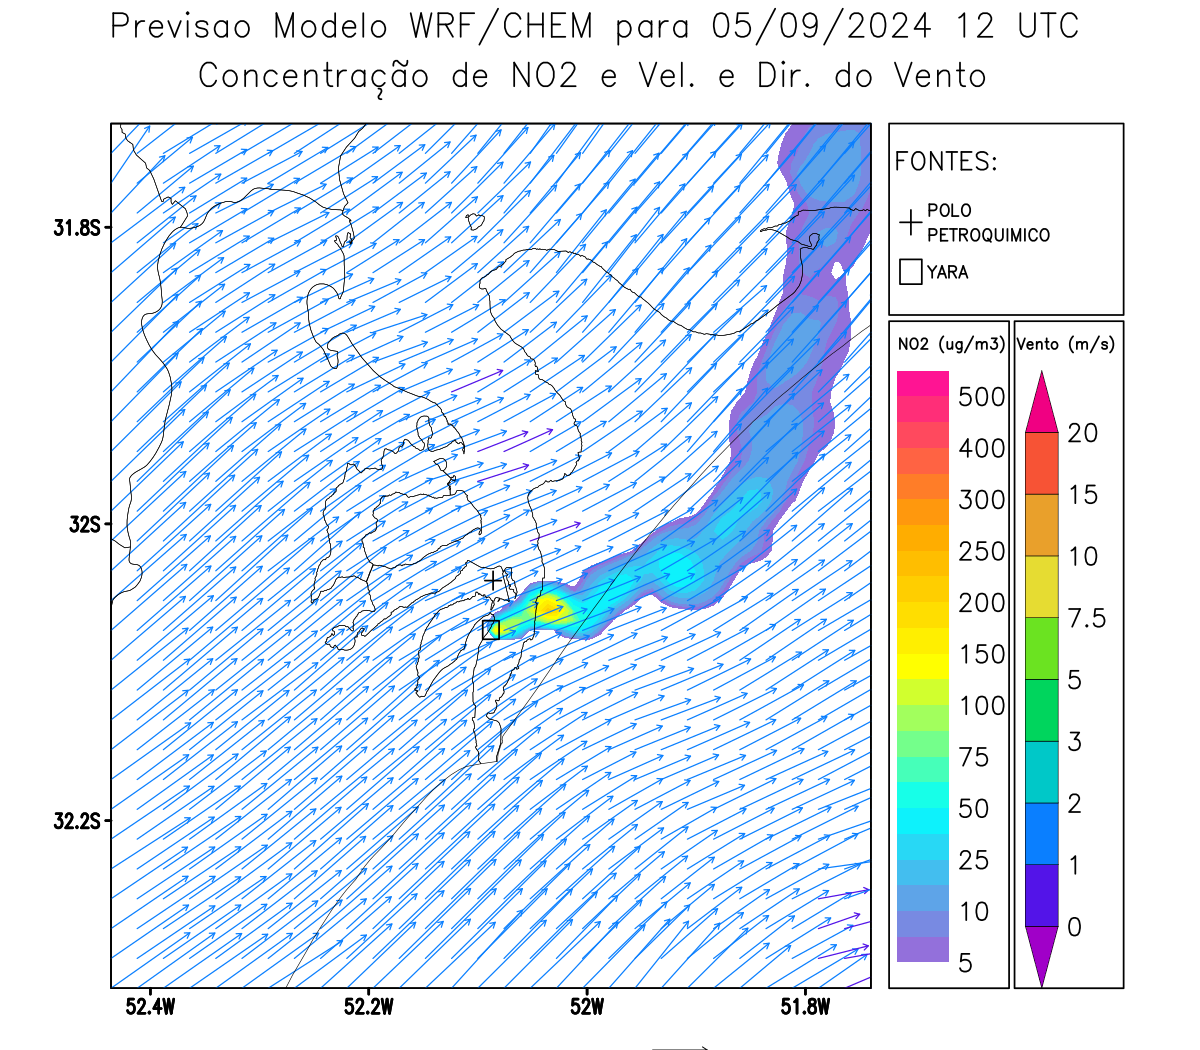 Previsao Modelo WRF/CHEM para 05/09/2024 12 UTC
Concentração de NO2 e Vel. e Dir. do Vento
FONTES:
POLO
PETROQUIMICO
YARA
31.8S
32S
32.2S
52.4W
52.2W
52W
51.8W
NO2 (ug/m3)
500
400
300
250
200
150
100
75
50
25
10
5
Vento (m/s)
20
15
10
7.5
5
3
2
1
0